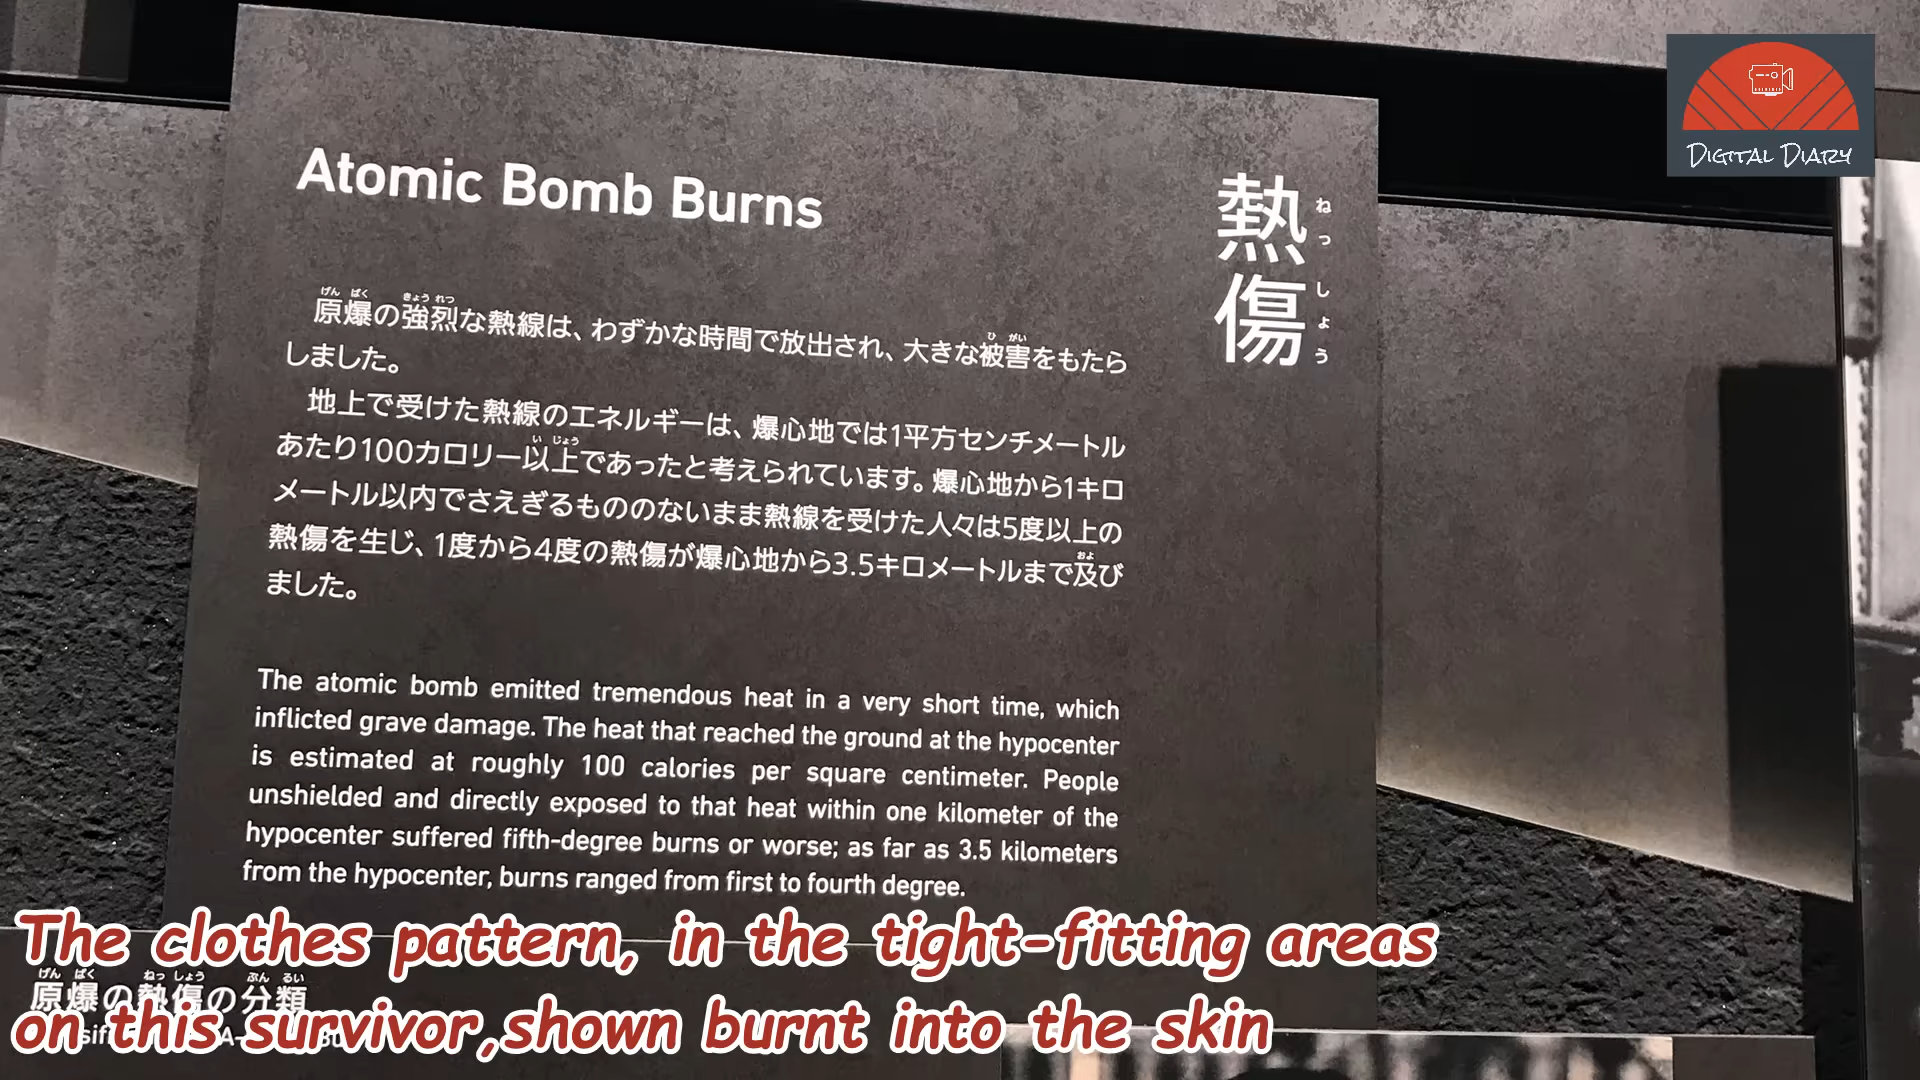 DIGITAL DIARY
Atomic Bomb Burns
熱傷
ねっしょう
原爆の強烈な熱線は、わずかな時間で放出され、大きな被害をもたら
しました。
地上で受けた熱線のエネルギーは、爆心地では1平方センチメートル
あたり100カロリー以上であったと考えられています。爆心地から1キロ
メートル以内でさえぎるもののないまま熱線を受けた人々は5度以上の
熱傷を生じ、1度から4度の熱傷が爆心地から3.5キロメートルまで及び
ました。
The atomic bomb emitted tremendous heat in a very short time, which
inflicted grave damage. The heat that reached the ground at the hypocenter
is estimated at roughly 100 calories per square centimeter. People
unshielded and directly exposed to that heat within one kilometer of the
hypocenter suffered fifth-degree burns or worse; as far as 3.5 kilometers
from the hypocenter, burns ranged from first to fourth degree.
The clothes pattern, in the tight-fitting areas
原爆の熱傷の分類
on this survivor,shown burnt into the skin